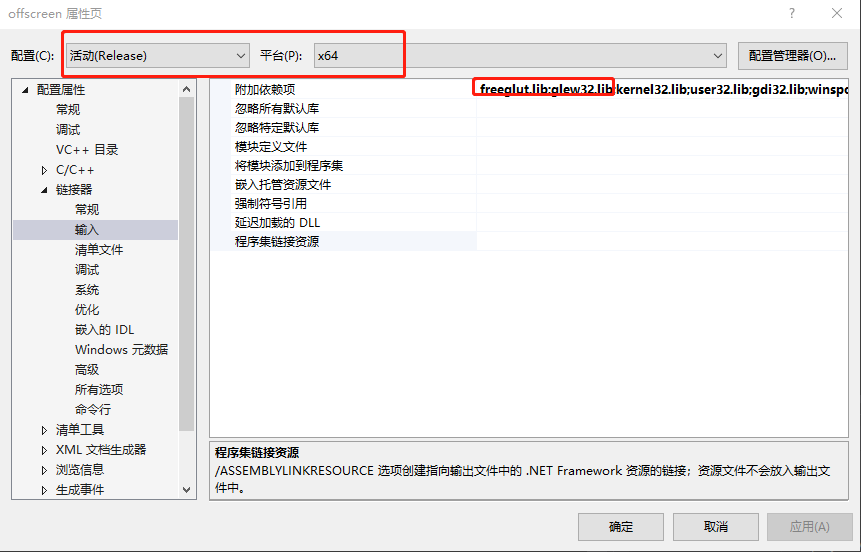 offscreen 属性页
?
配置(C): 活动(Release) 平台(P): x64 配置管理器(O)...
配置属性
常规
调试
VC++ 目录
C/C++
链接器
常规
输入
清单文件
调试
系统
优化
嵌入的 IDL
Windows 元数据
高级
所有选项
命令行
清单工具
XML 文档生成器
浏览信息
生成事件
附加依赖项 freeglut.lib;glew32.lib;kernel32.lib;user32.lib;gdi32.lib;winspo
忽略所有默认库
忽略特定默认库
模块定义文件
将模块添加到程序集
嵌入托管资源文件
强制符号引用
延迟加载的 DLL
程序集链接资源
程序集链接资源
/ASSEMBLYLINKRESOURCE 选项创建指向输出文件中的 .NET Framework 资源的链接；资源文件不会放入输出文
件中。
确定 取消 应用(A)